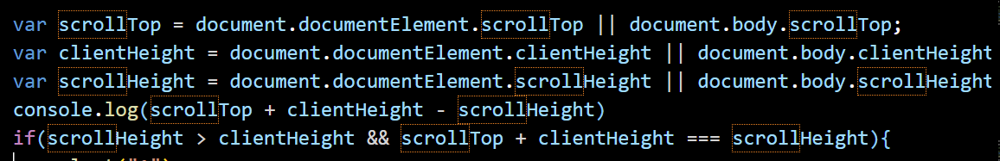 var scrollTop = document.documentElement.scrollTop || document.body.scrollTop;
var clientHeight = document.documentElement.clientHeight || document.body.clientHeight
var scrollHeight = document.documentElement.scrollHeight || document.body.scrollHeight
console.log(scrollTop + clientHeight - scrollHeight)
if(scrollHeight > clientHeight && scrollTop + clientHeight === scrollHeight){